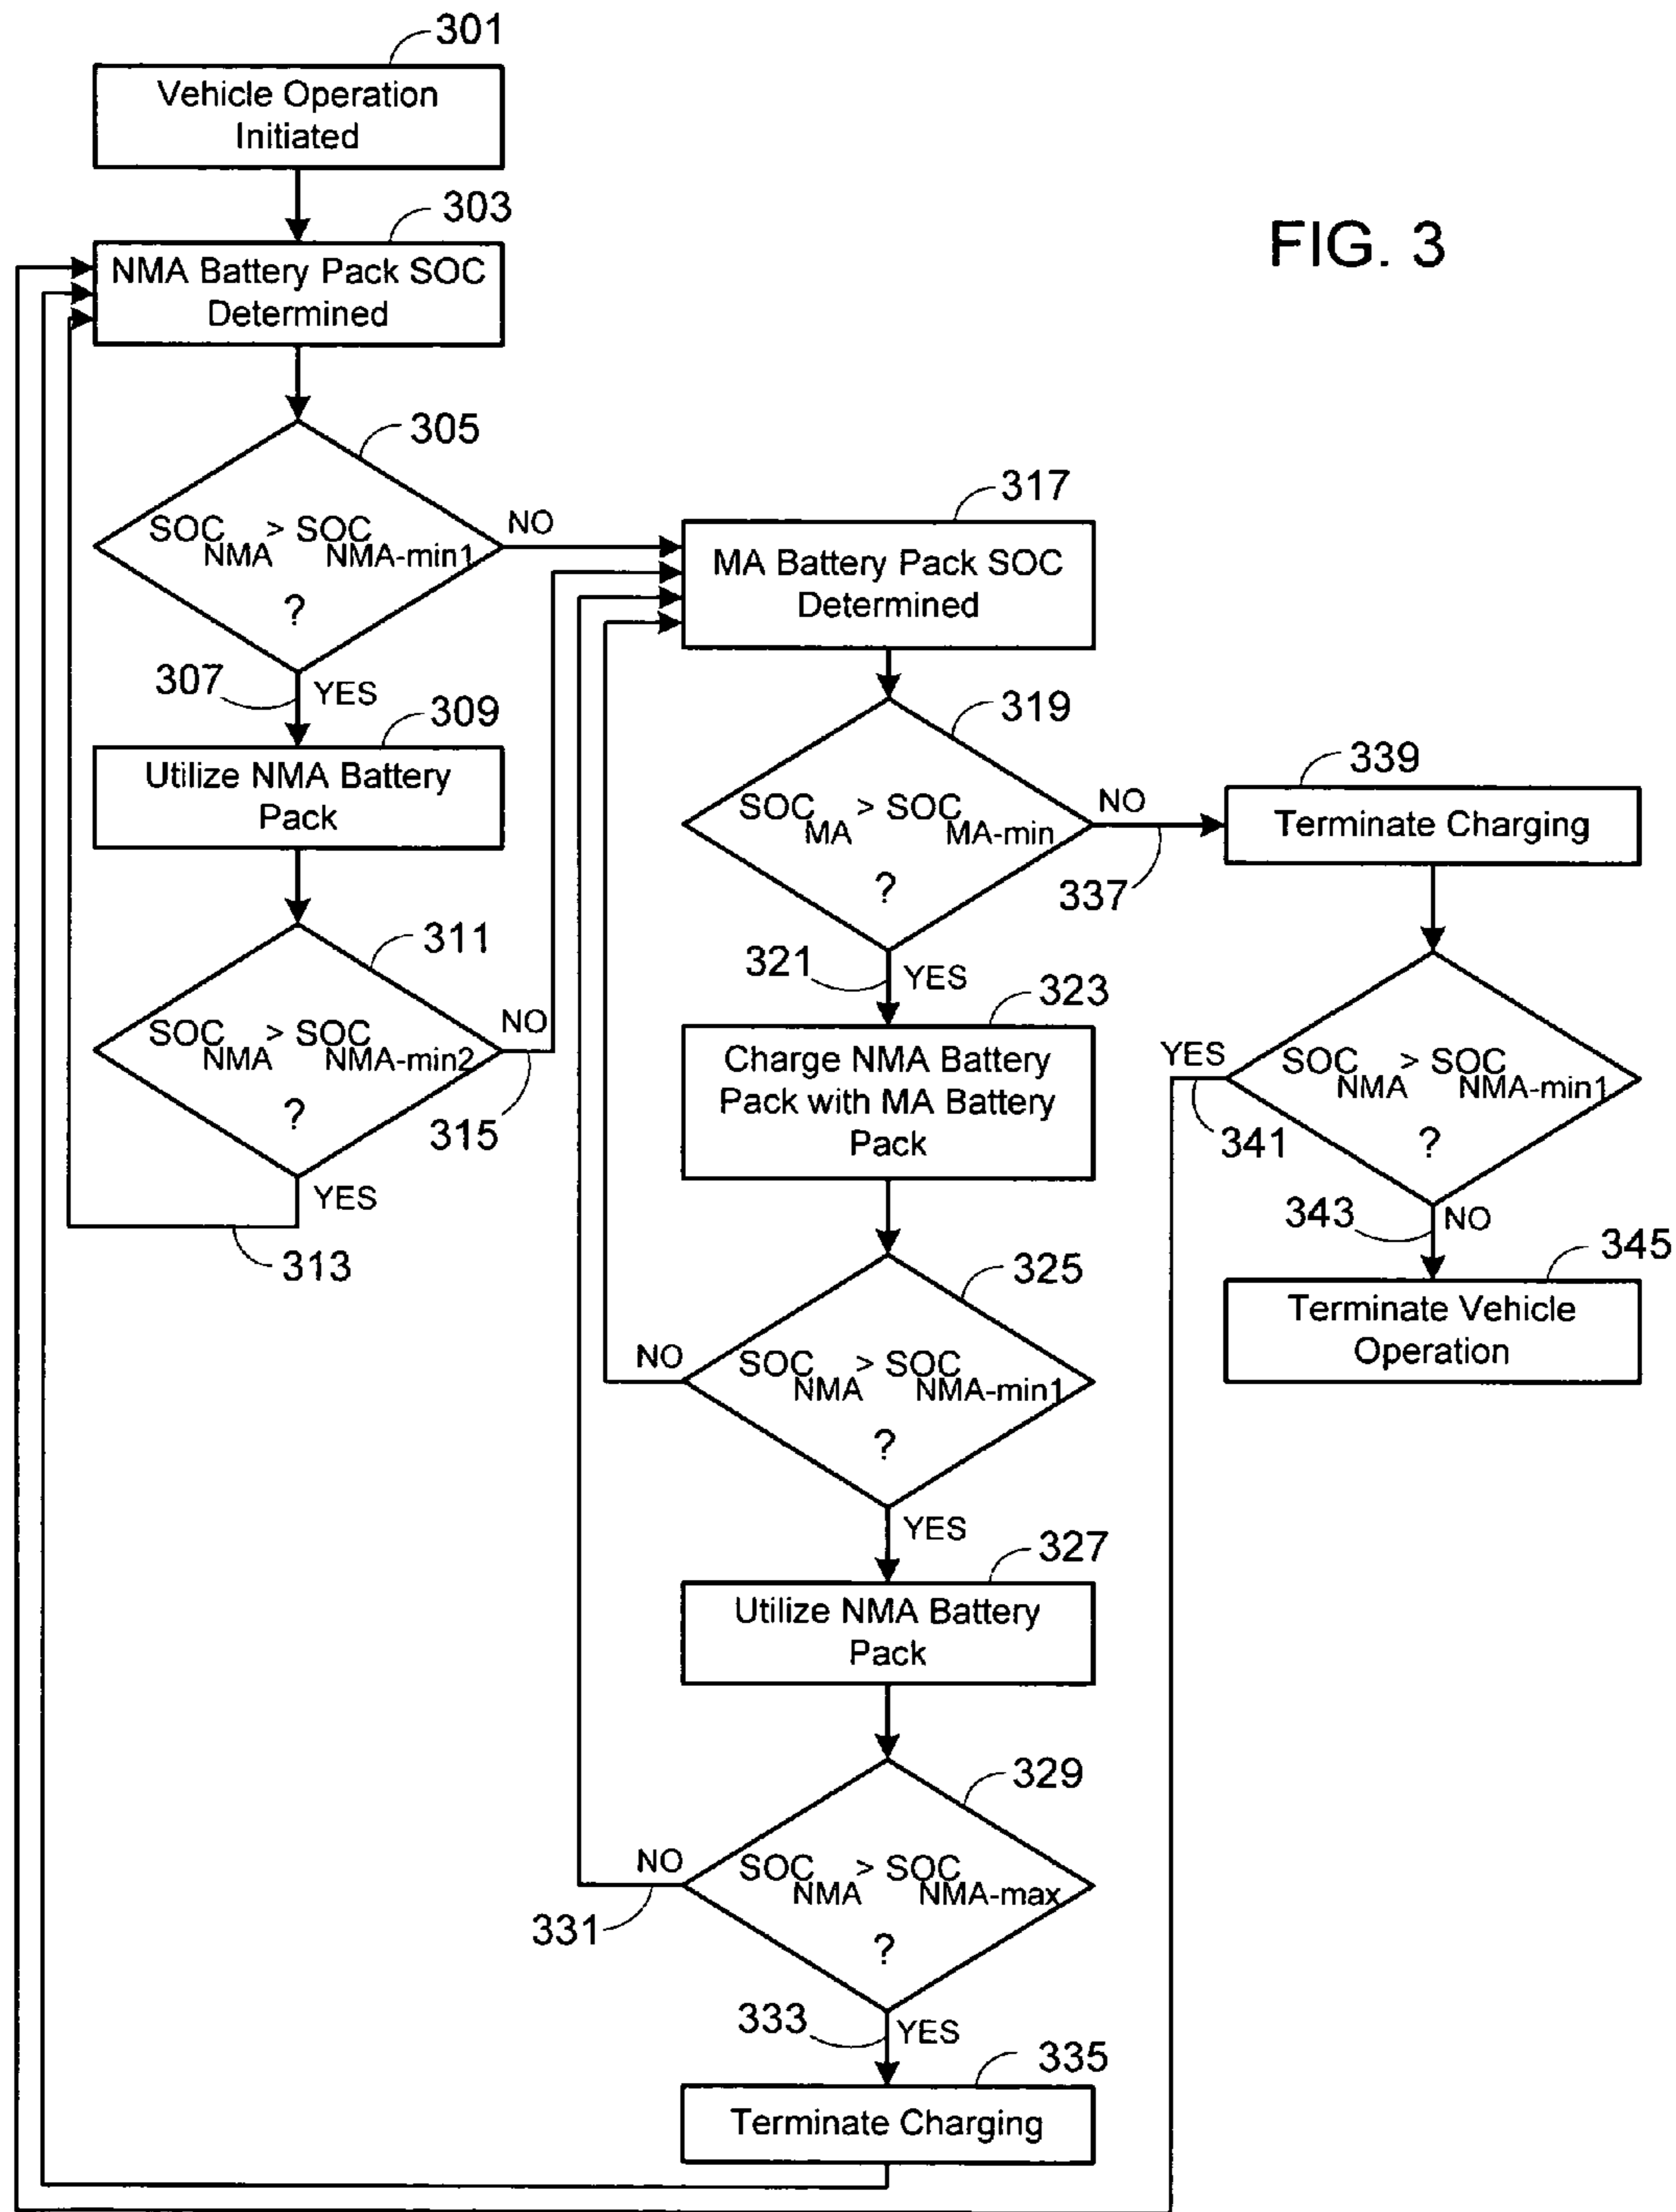 301
Vehicle Operation
Initiated
303
NMA Battery Pack SOC
Determined
FIG. 3
305
SOC NMA > SOC NMA-min1
?
NO
307
YES
309
Utilize NMA Battery
Pack
311
SOC NMA > SOC NMA-min2
?
NO
315
YES
313
317
MA Battery Pack SOC
Determined
319
SOC MA > SOC MA-min
?
NO
337
321
YES
323
Charge NMA Battery
Pack with MA Battery
Pack
325
SOC NMA > SOC NMA-min1
?
NO
YES
327
Utilize NMA Battery
Pack
329
SOC NMA > SOC NMA-max
?
NO
331
333
YES
335
Terminate Charging
339
Terminate Charging
SOC NMA > SOC NMA-min1
?
YES
341
343
NO
345
Terminate Vehicle
Operation